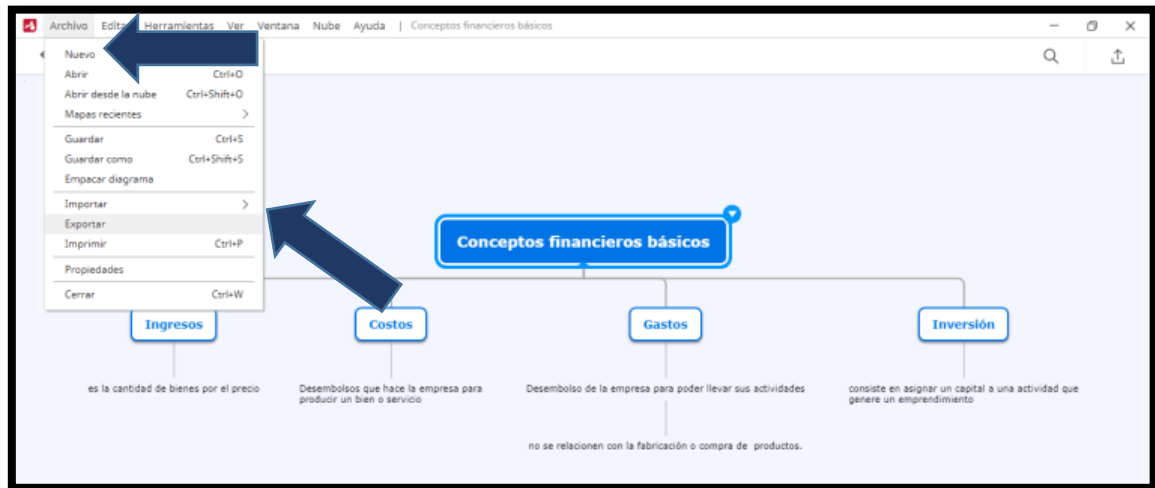 Archivo Edita Herramientas Ver Ventana Nube Ayuda | Conceptos financieros básicos
Nuevo
Abrir Ctrl+O
Abrir desde la nube Ctrl+Shift+O
Mapas recientes >
Guardar Ctrl+S
Guardar como Ctrl+Shift+S
Empacar diagrama
Importar >
Exportar
Imprimir Ctrl+P
Propiedades
Cerrar Ctrl+W
Conceptos financieros básicos
Ingresos
Costos
Gastos
Inversión
es la cantidad de bienes por el precio
Desembolsos que hace la empresa para
producir un bien o servicio
Desembolso de la empresa para poder llevar sus actividades
no se relacionen con la fabricación o compra de productos.
consiste en asignar un capital a una actividad que
genere un emprendimiento